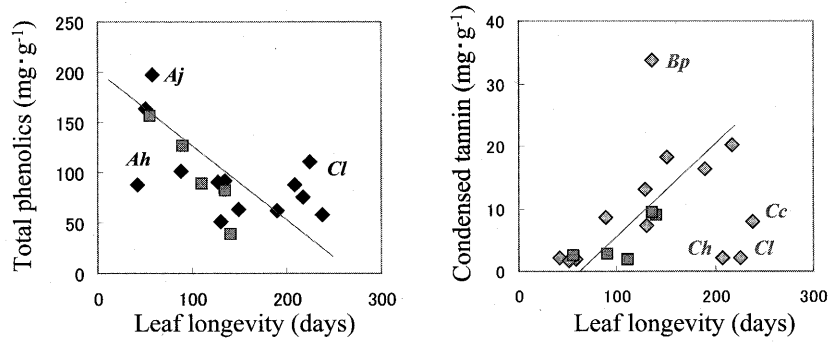 Total phenolics (mg·g⁻¹)
250
200
150
100
50
0
Aj
Ah
Cl
0 100 200 300
Leaf longevity (days)
Condensed tannin (mg·g⁻¹)
40
30
20
10
0
Bp
Cc
Ch Cl
0 100 200 300
Leaf longevity (days)